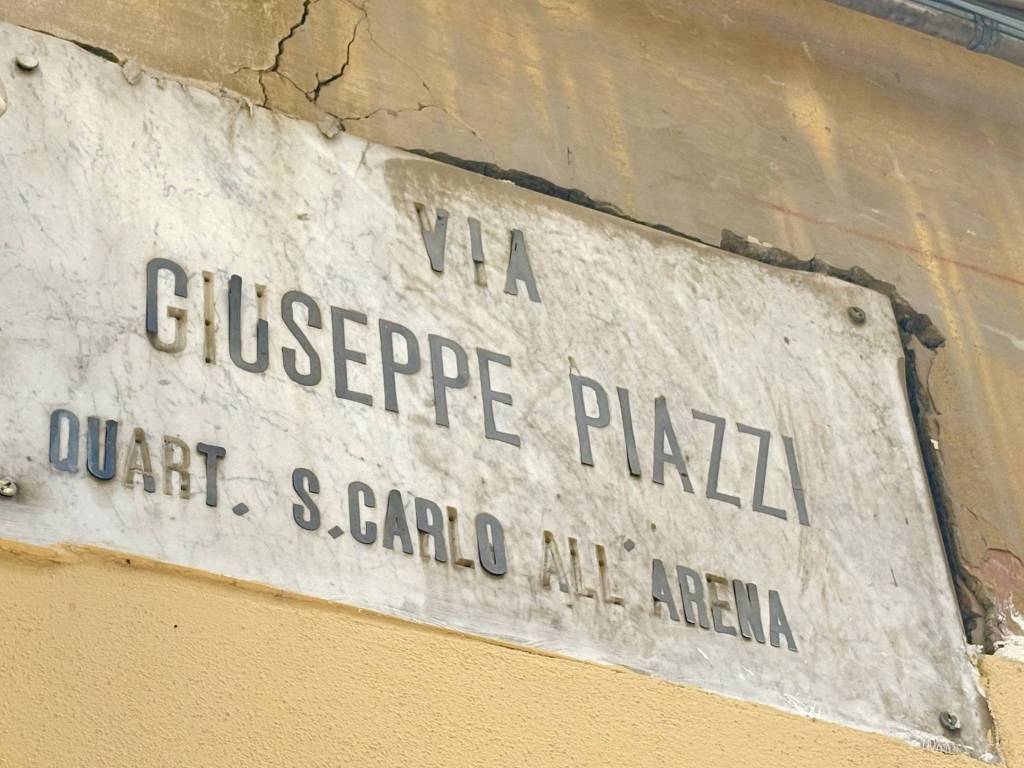 VIA
GIUSEPPE PIAZZI
QUART. S.CARLO ALL'ARENA